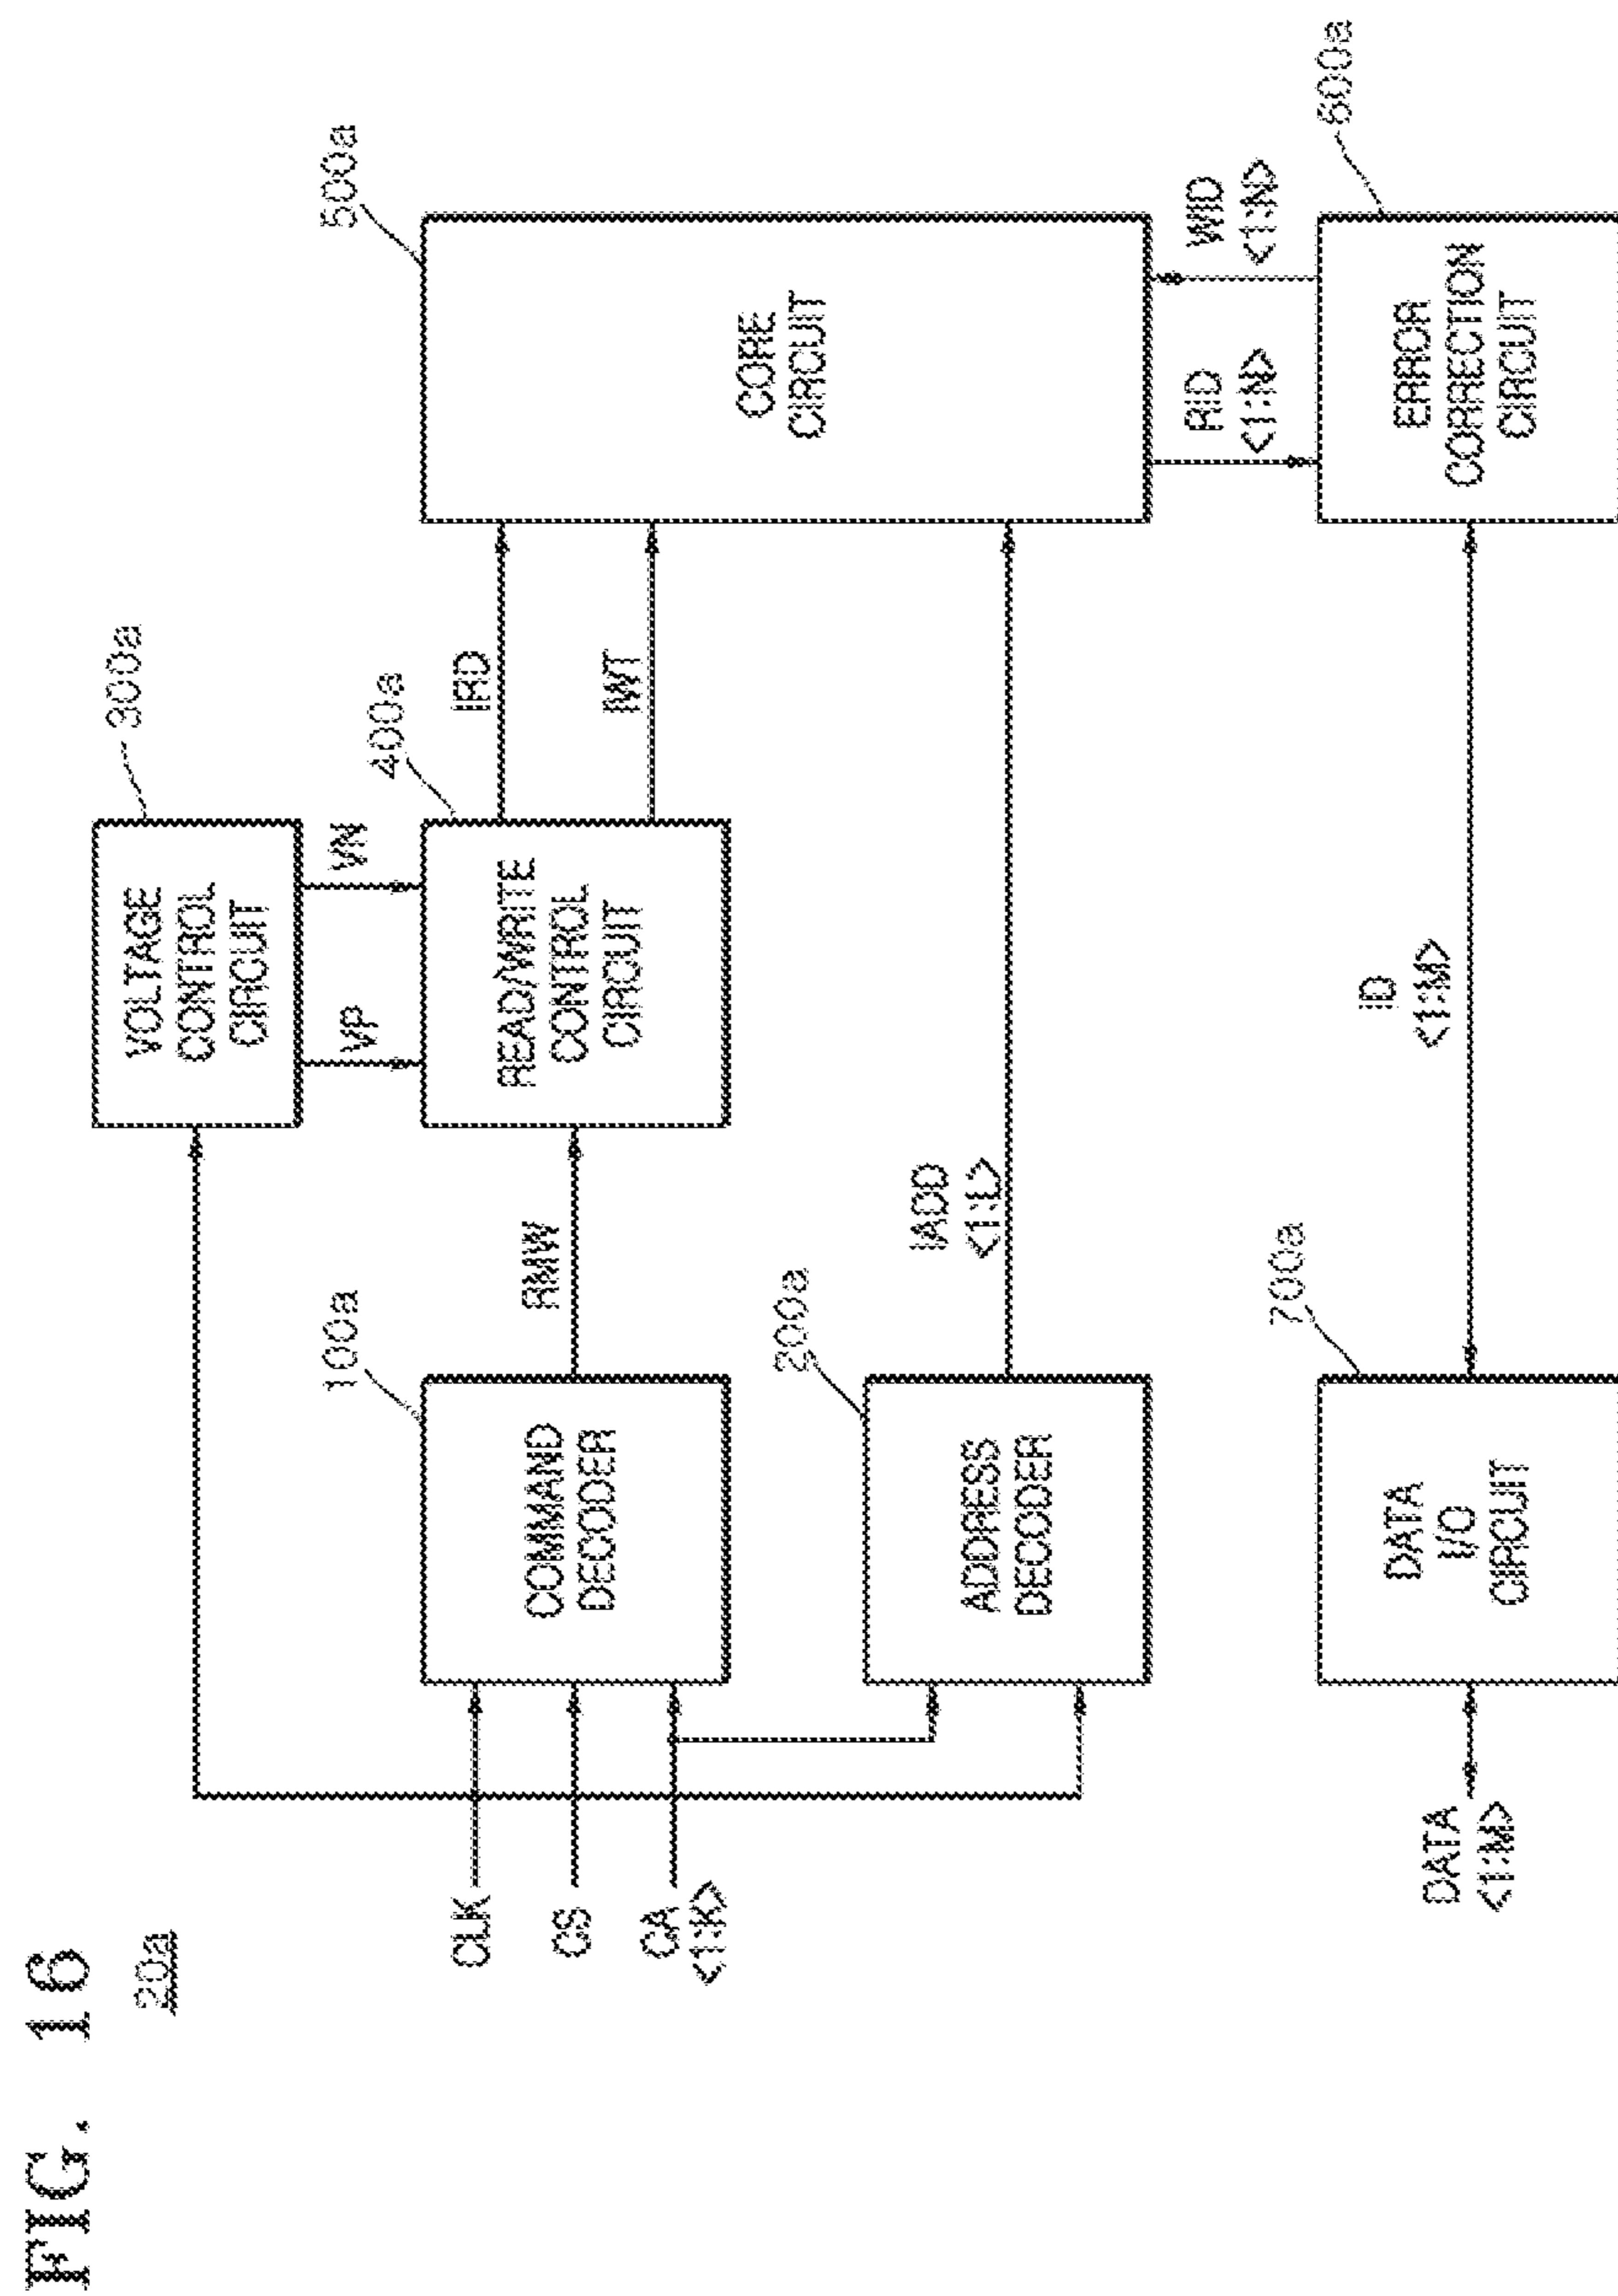 FIG. 16
20a
300a
VOLTAGE
CONTROL
CIRCUIT
VP
VN
100a
400a
500a
CLK
CS
CA
<1:K>
COMMAND
DECODER
RMW
READ/WRITE
CONTROL
CIRCUIT
IRD
IWT
CORE
CIRCUIT
200a
ADDRESS
DECODER
IADD
<1:L>
RID
<1:N>
WID
<1:N>
700a
600a
DATA
<1:M>
DATA
I/O
CIRCUIT
ID
<1:M>
ERROR
CORRECTION
CIRCUIT